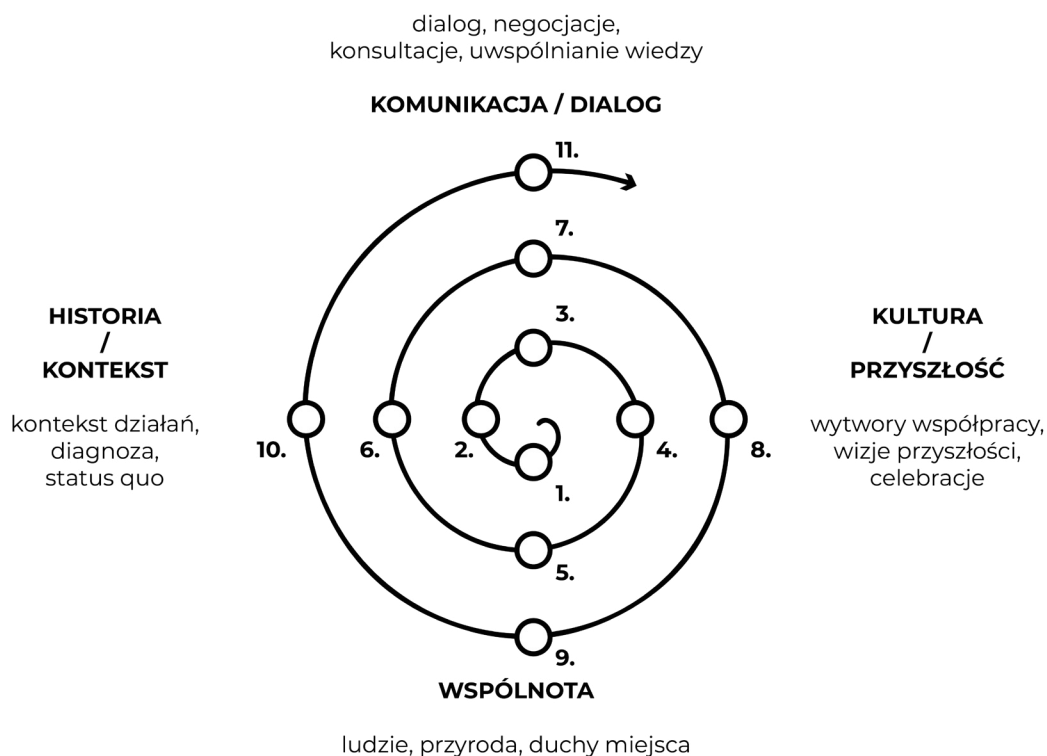 dialog, negocjacje,
konsultacje, uwspólnianie wiedzy
KOMUNIKACJA / DIALOG
11.
7.
3.
HISTORIA
/
KONTEKST
kontekst działań,
diagnoza,
status quo
KULTURA
/
PRZYSZŁOŚĆ
wytwory współpracy,
wizje przyszłości,
celebracje
10.
6.
2.
4.
8.
1.
5.
9.
WSPÓLNOTA
ludzie, przyroda, duchy miejsca